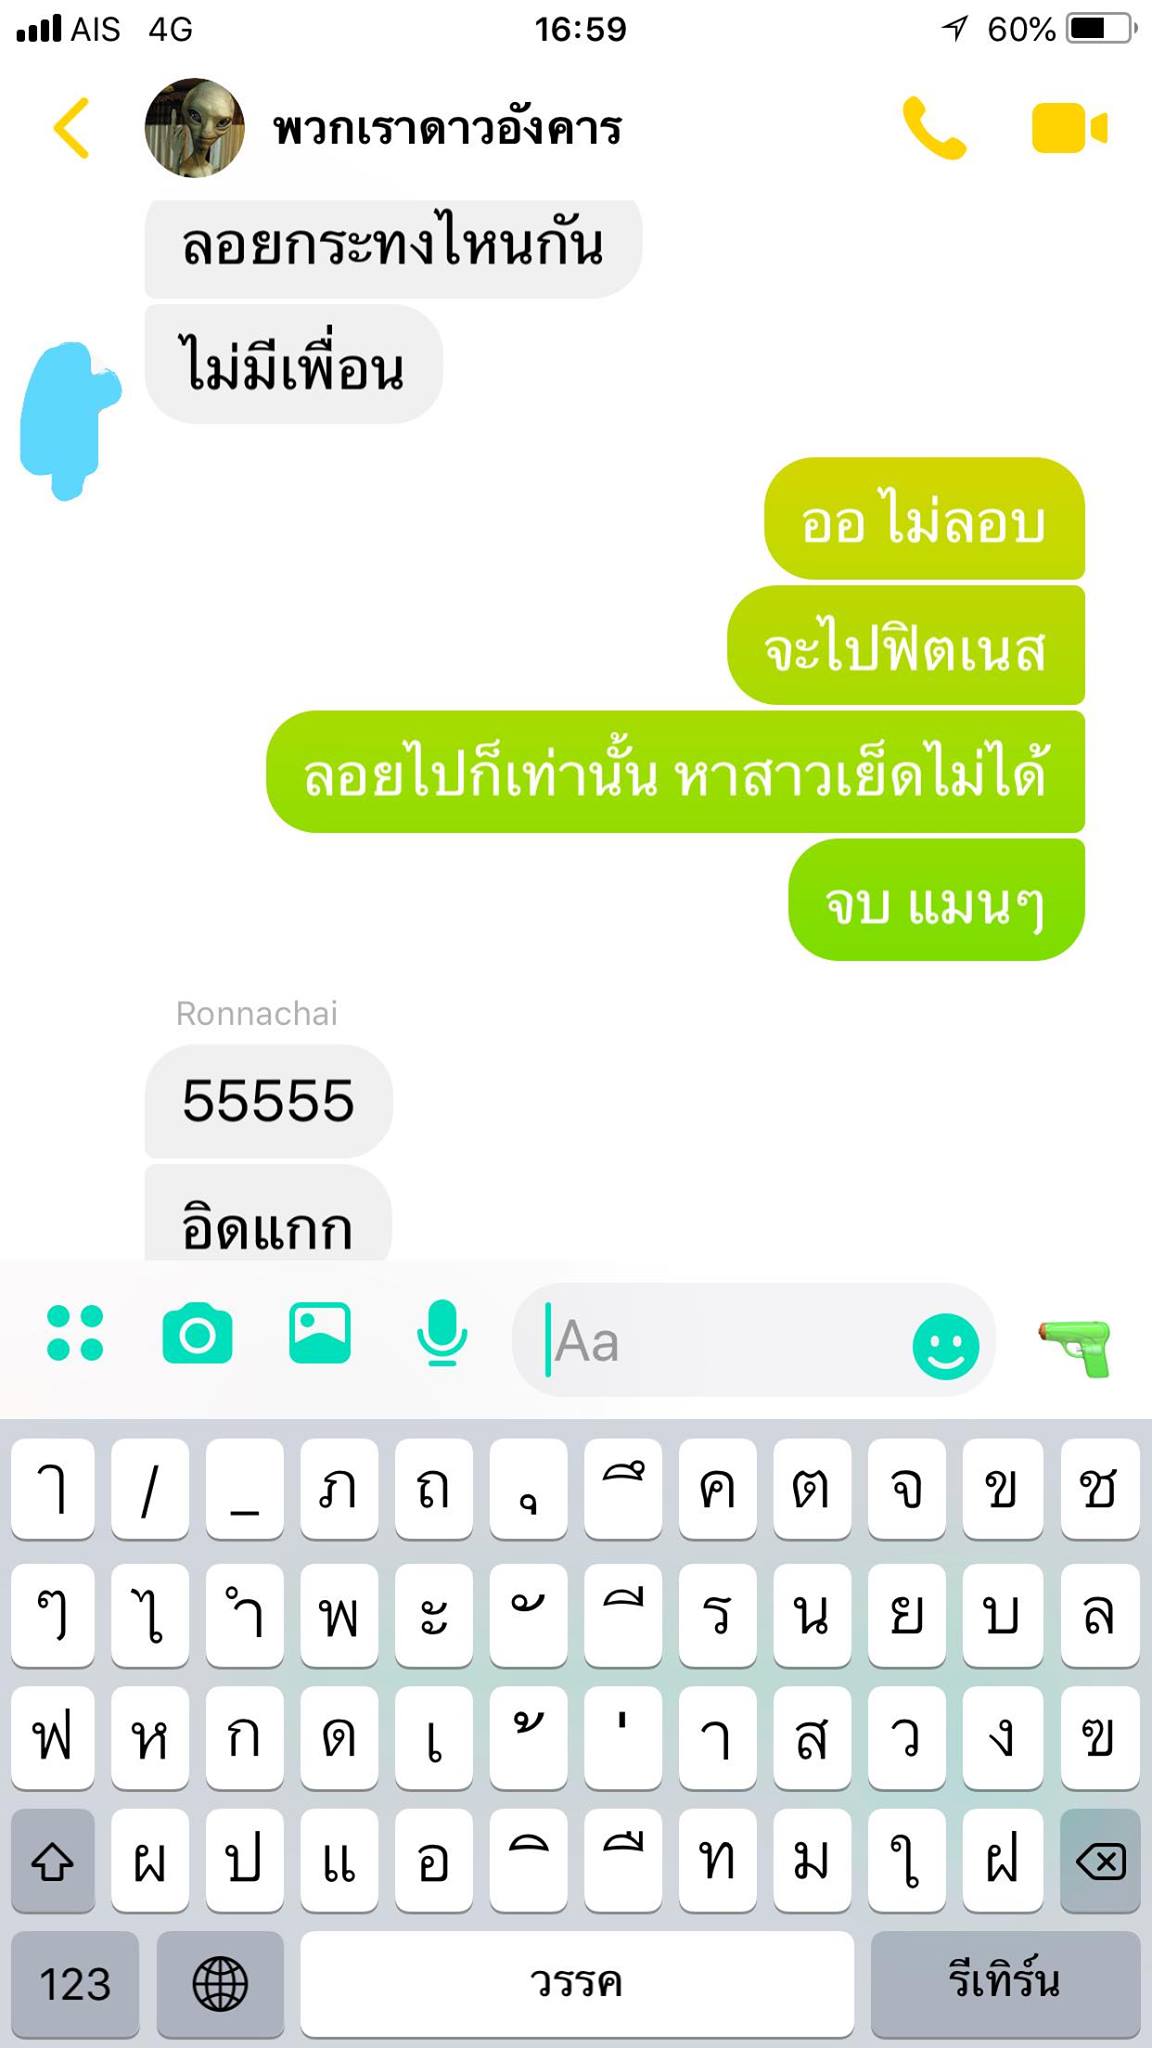 AIS 4G 16:59 60%
พวกเราดาวอังคาร
ลอยกระทงไหนกัน
ไม่มีเพื่อน
ออ ไม่ลอบ
จะไปฟิตเนส
ลอยไปก็เท่านั้น หาสาวเย็ดไม่ได้
จบ แมนๆ
Ronnachai
55555
อิดแกก
Aa
ๅ / _ ภ ถ ุ ึ ค ต จ ข ช
ๆ ไ ำ พ ะ ั ี ร น ย บ ล
ฟ ห ก ด เ ้ ่ า ส ว ง ฃ
ผ ป แ อ ิ ื ท ม ใ ฝ
123 วรรค รีเทิร์น